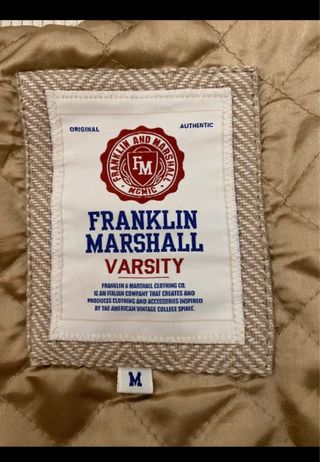 ORIGINAL AUTHENTIC
FRANKLIN AND MARSHALL
FM
MCMIC
FRANKLIN
MARSHALL
VARSITY
FRANKLIN & MARSHALL CLOTHING CO.
IS AN ITALIAN COMPANY THAT CREATES AND
PRODUCES CLOTHING AND ACCESSORIES INSPIRED
BY THE AMERICAN VINTAGE COLLEGE SPIRIT.
M